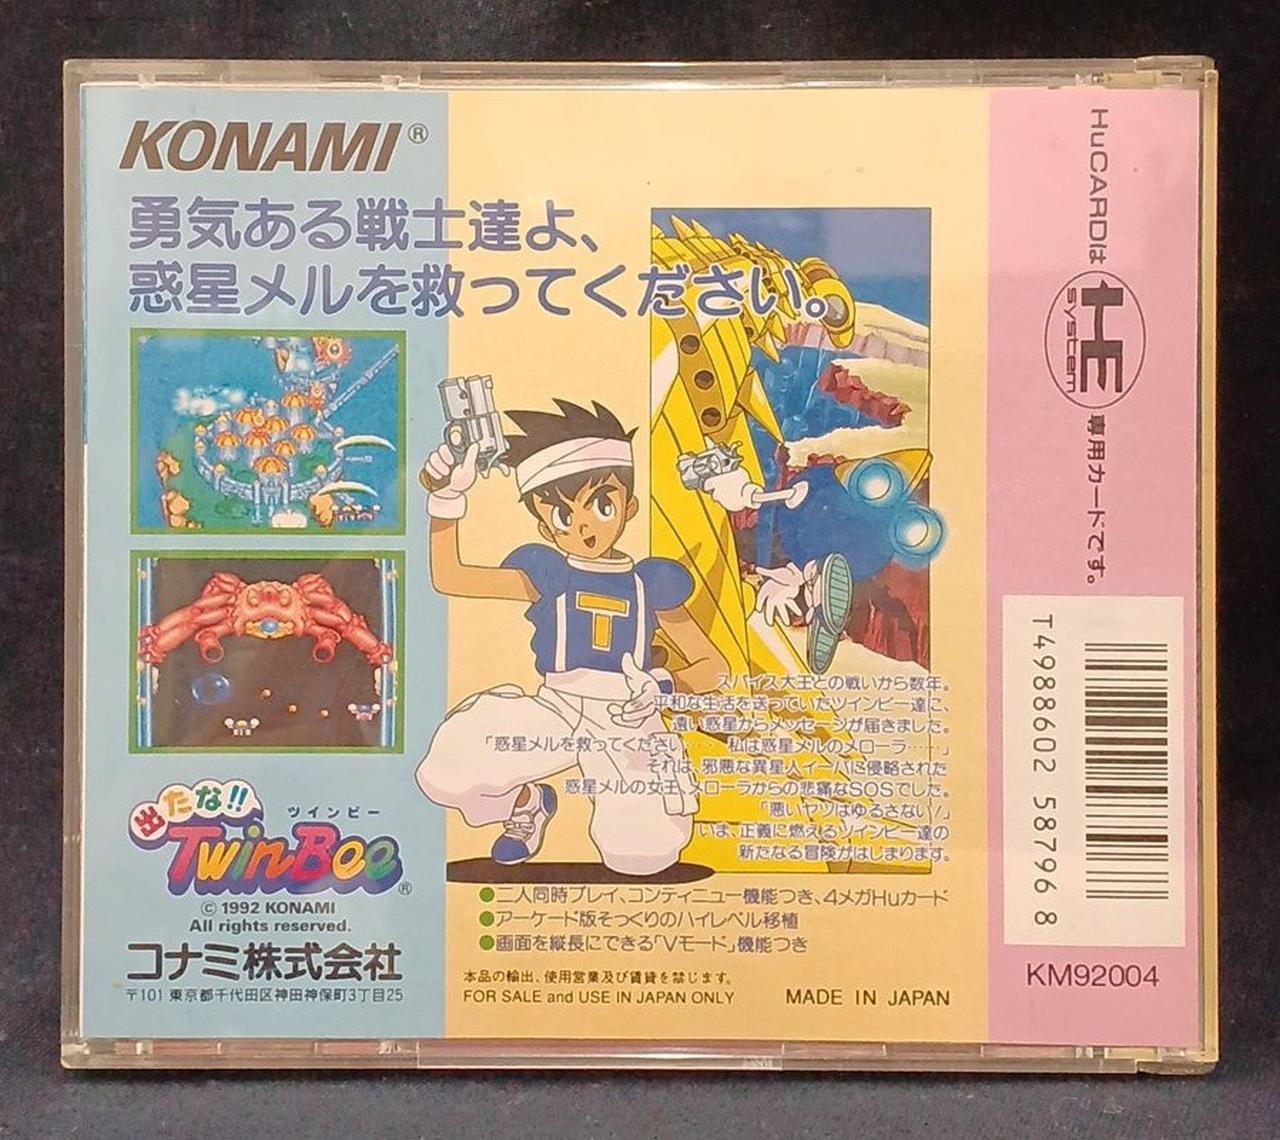 KONAMI®
勇気ある戦士達よ、
惑星メルを救ってください。
スパイス大王との戦いから数年。
平和な生活を送っていたツインビー達に、
遠い惑星からメッセージが届きました。
「惑星メルを救ってください…… 私は惑星メルのメローラ……」
それは、邪悪な異星人イーバに侵略された
惑星メルの女王、メローラからの悲痛なSOSでした。
「悪いヤツはゆるさない!」
いま、正義に燃えるツインビー達の
新たなる冒険がはじまります。
●二人同時プレイ、コンティニュー機能つき、4メガHuカード
●アーケード版そっくりのハイレベル移植
●画面を縦長にできる「Vモード」機能つき
本品の輸出、使用営業及び賃貸を禁じます。
FOR SALE and USE IN JAPAN ONLY
MADE IN JAPAN
出たな!!
ツインビー
TwinBee®
© 1992 KONAMI
All rights reserved.
コナミ株式会社
〒101 東京都千代田区神田神保町3丁目25
T
HuCARDは
HE
SYSTEM
専用カードです。
T4988602 58796 8
KM92004